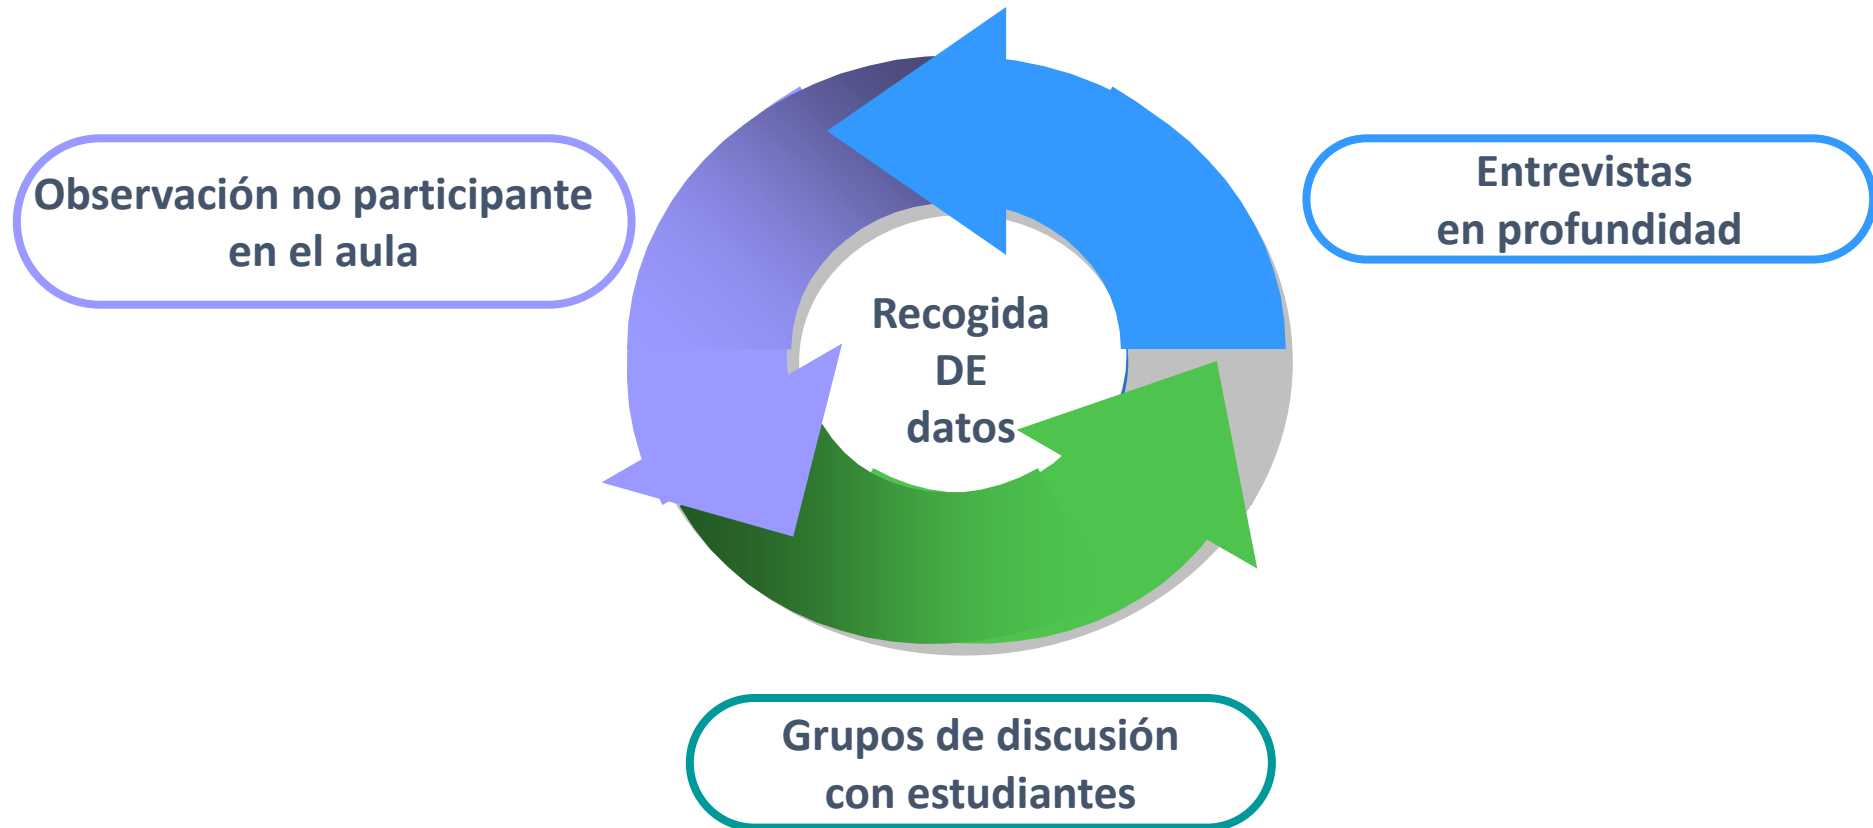 Observación no participante
en el aula
Entrevistas
en profundidad
Recogida
DE
datos
Grupos de discusión
con estudiantes